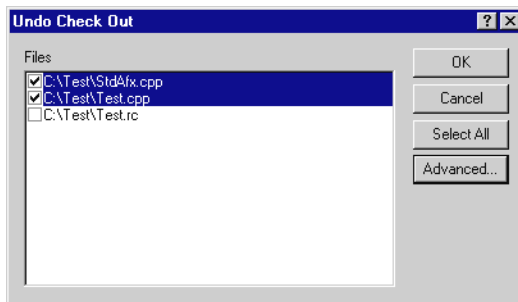 Undo Check Out
Files
C:\Test\StdAfx.cpp
C:\Test\Test.cpp
C:\Test\Test.rc
OK
Cancel
Select All
Advanced...